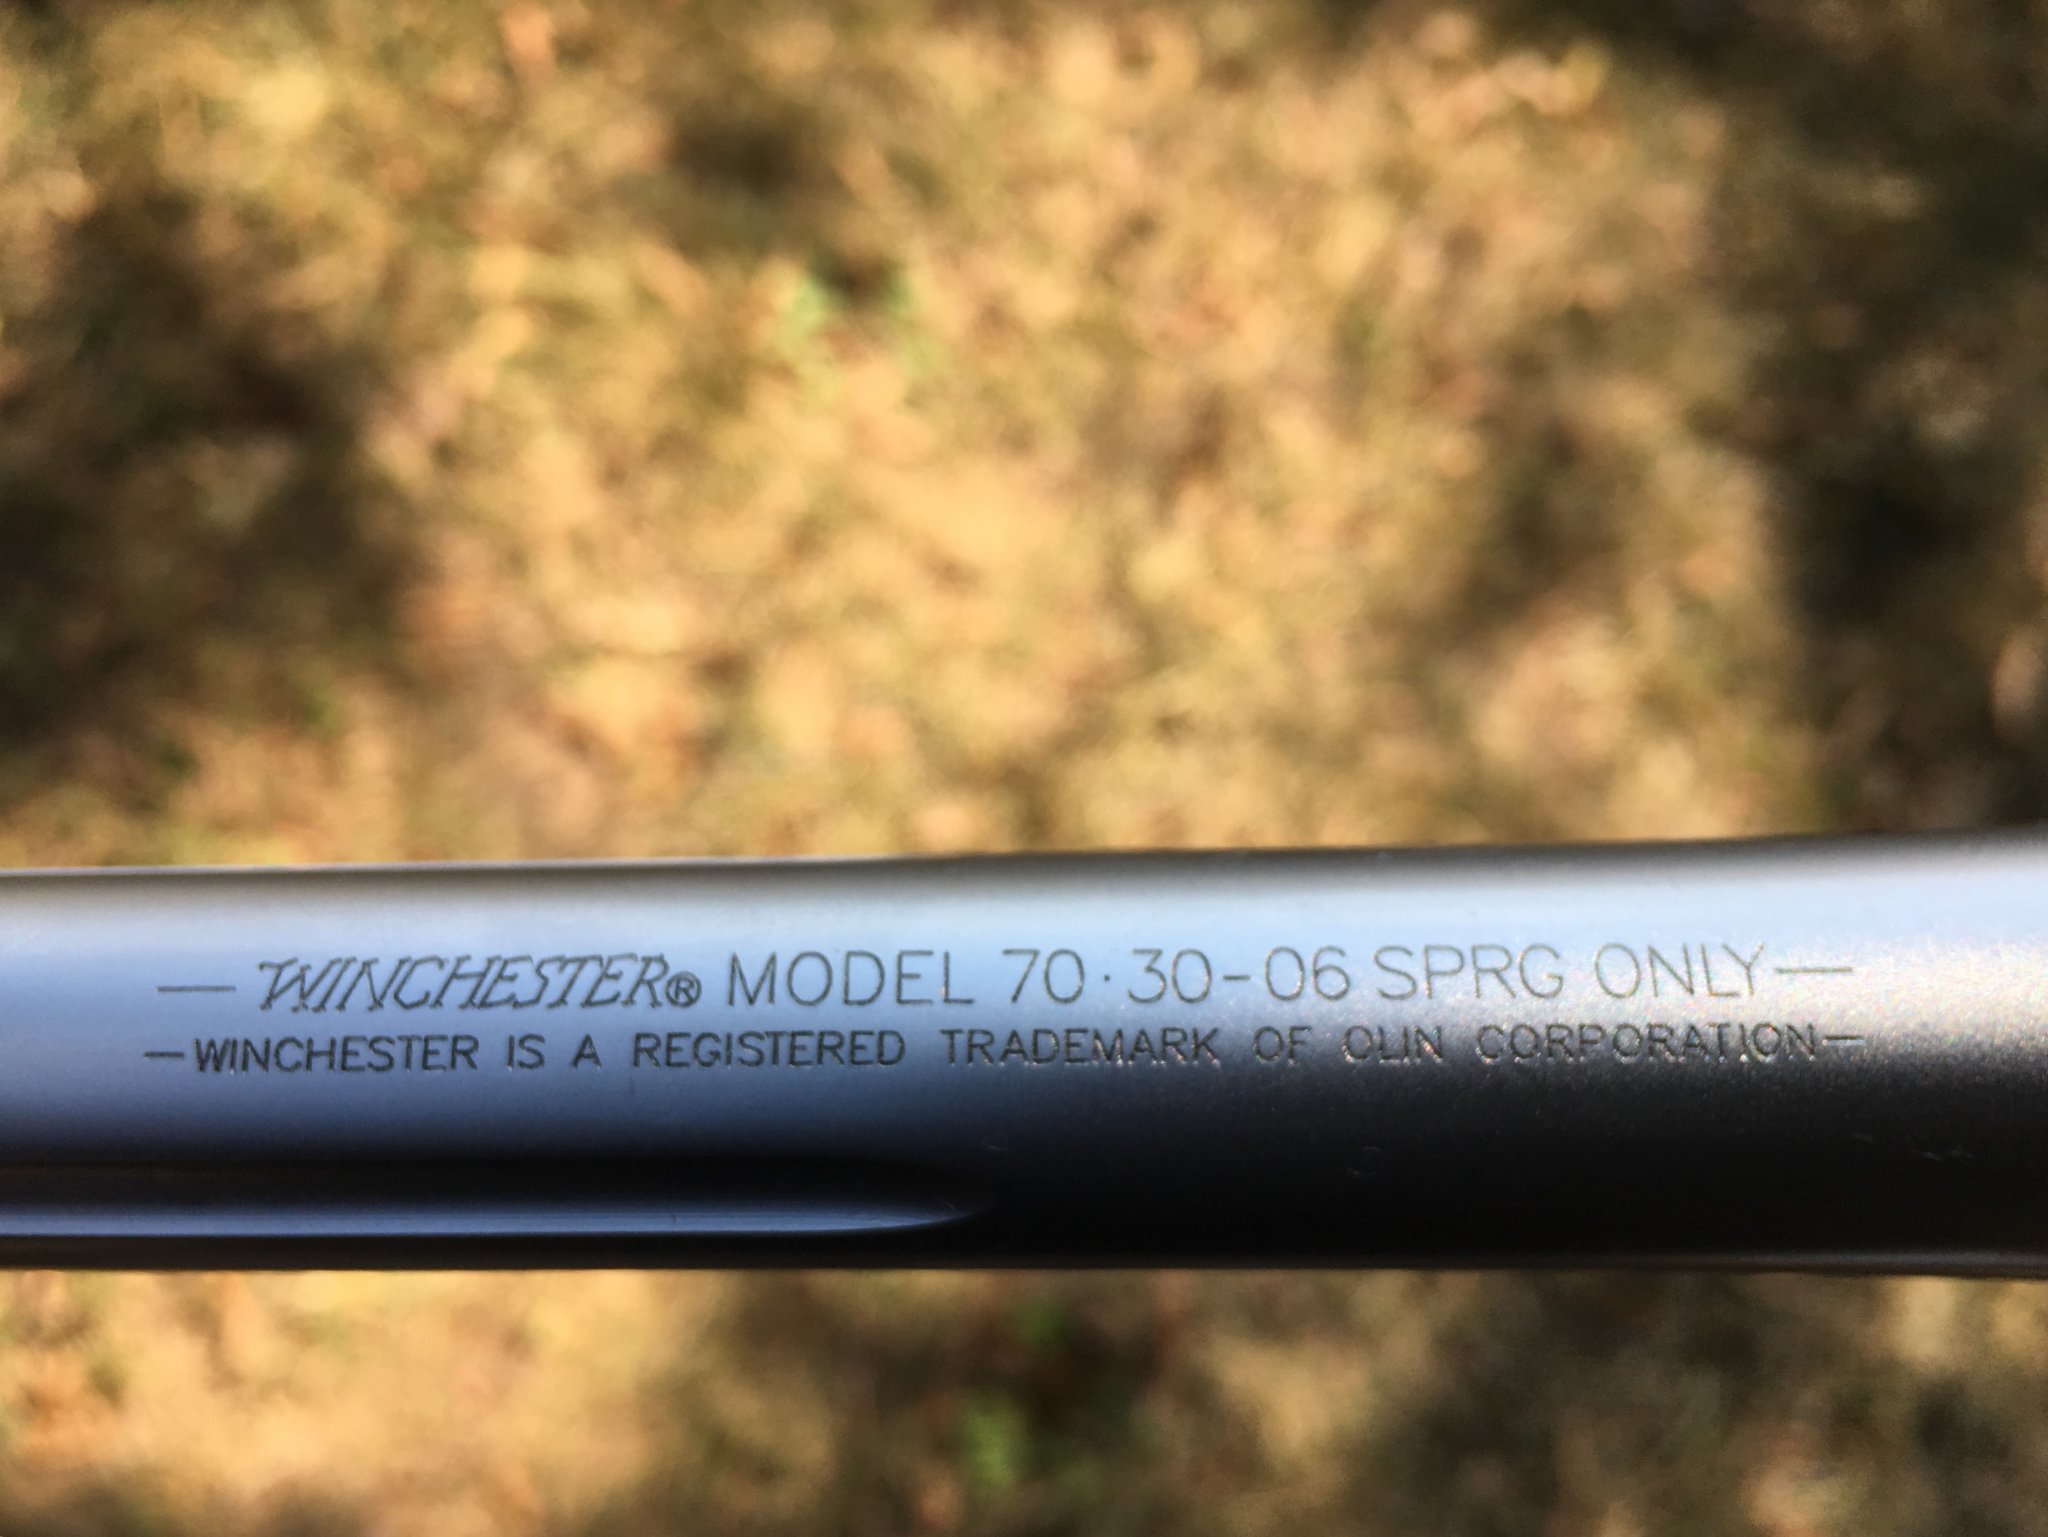 — WINCHESTER® MODEL 70·30-06 SPRG ONLY—
—WINCHESTER IS A REGISTERED TRADEMARK OF OLIN CORPORATION—